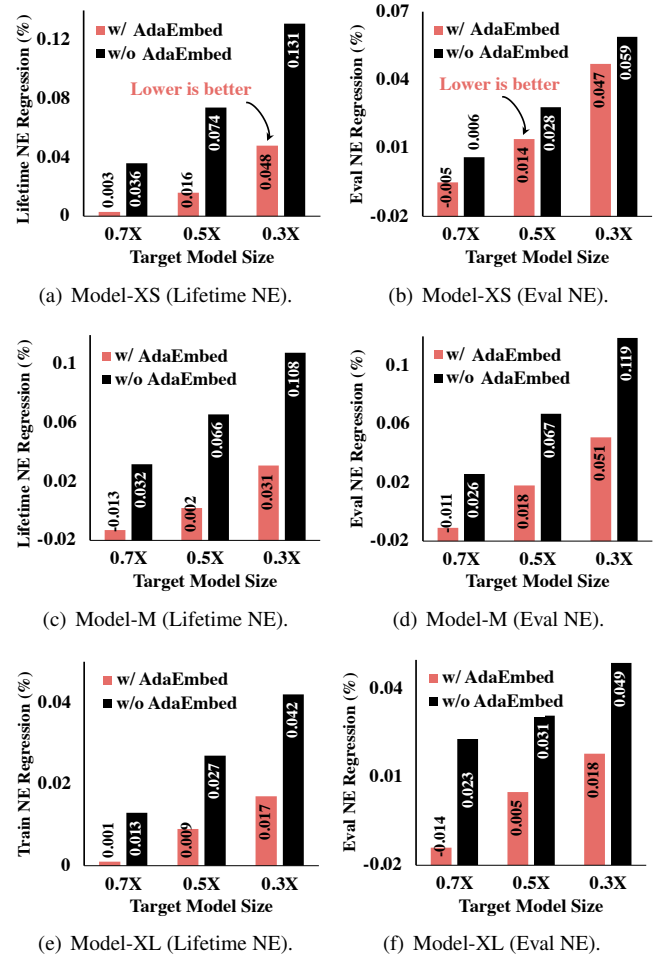 Lifetime NE Regression (%)
0.12
0.08
0.04
0
w/ AdaEmbed
w/o AdaEmbed
Lower is better
0.003
0.036
0.016
0.074
0.048
0.131
0.7X
0.5X
0.3X
Target Model Size
(a) Model-XS (Lifetime NE).
Eval NE Regression (%)
0.07
0.04
0.01
-0.02
w/ AdaEmbed
w/o AdaEmbed
Lower is better
-0.005
0.006
0.014
0.028
0.047
0.059
0.7X
0.5X
0.3X
Target Model Size
(b) Model-XS (Eval NE).
Lifetime NE Regression (%)
0.1
0.06
0.02
-0.02
w/ AdaEmbed
w/o AdaEmbed
-0.013
0.032
0.002
0.066
0.031
0.108
0.7X
0.5X
0.3X
Target Model Size
(c) Model-M (Lifetime NE).
Eval NE Regression (%)
0.1
0.06
0.02
-0.02
w/ AdaEmbed
w/o AdaEmbed
-0.011
0.026
0.018
0.067
0.051
0.119
0.7X
0.5X
0.3X
Target Model Size
(d) Model-M (Eval NE).
Train NE Regression (%)
0.04
0.02
0
w/ AdaEmbed
w/o AdaEmbed
0.001
0.013
0.009
0.027
0.017
0.042
0.7X
0.5X
0.3X
Target Model Size
(e) Model-XL (Lifetime NE).
Eval NE Regression (%)
0.04
0.01
-0.02
w/ AdaEmbed
w/o AdaEmbed
-0.014
0.023
0.005
0.031
0.018
0.049
0.7X
0.5X
0.3X
Target Model Size
(f) Model-XL (Eval NE).